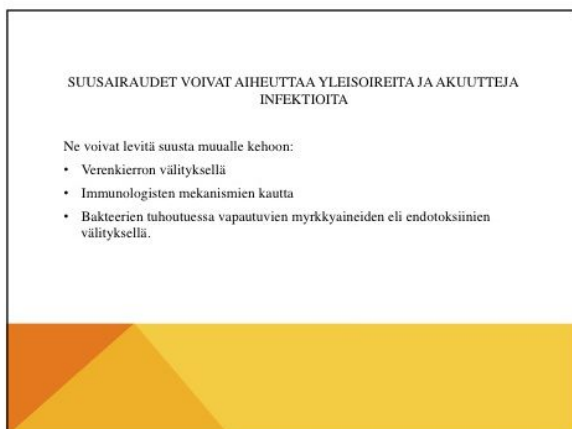 SUUSAIRAUDET VOIVAT AIHEUTTAA YLEISOIREITA JA AKUUTTEJA
INFEKTIOITA
Ne voivat levitä suusta muualle kehoon:
• Verenkierron välityksellä
• Immunologisten mekanismien kautta
• Bakteerien tuhoutuessa vapautuvien myrkkyaineiden eli endotoksiinien
välityksellä.